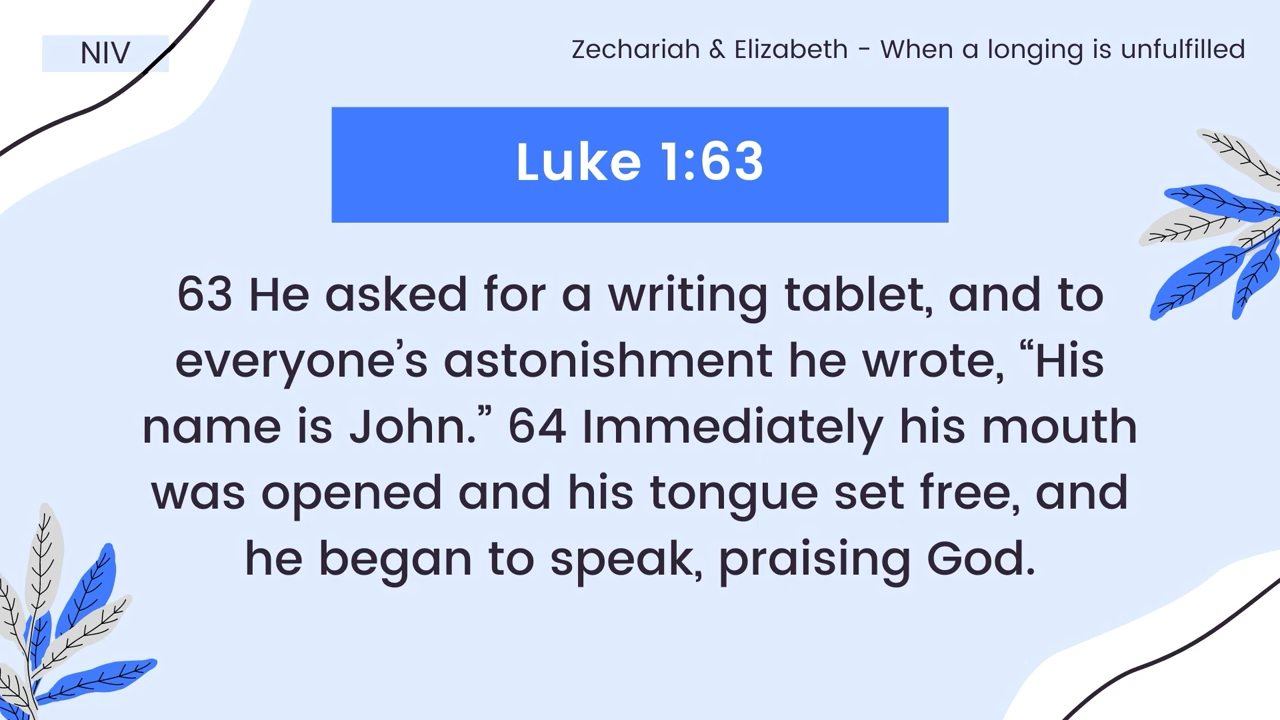 NIV
Zechariah & Elizabeth - When a longing is unfulfilled
Luke 1:63
63 He asked for a writing tablet, and to
everyone’s astonishment he wrote, “His
name is John.” 64 Immediately his mouth
was opened and his tongue set free, and
he began to speak, praising God.